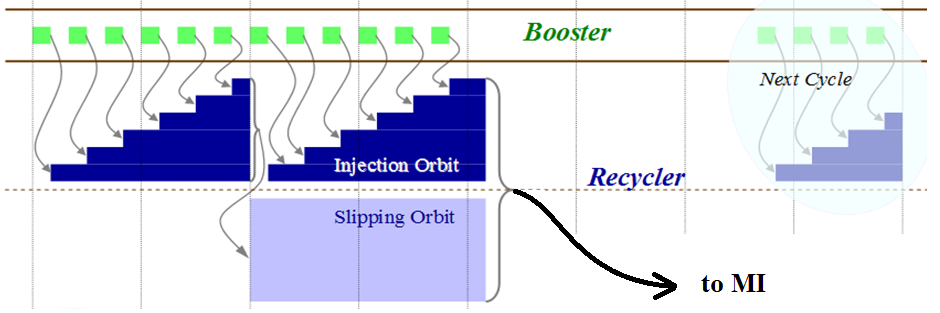 Booster
Next Cycle
Injection Orbit
Recycler
Slipping Orbit
to MI